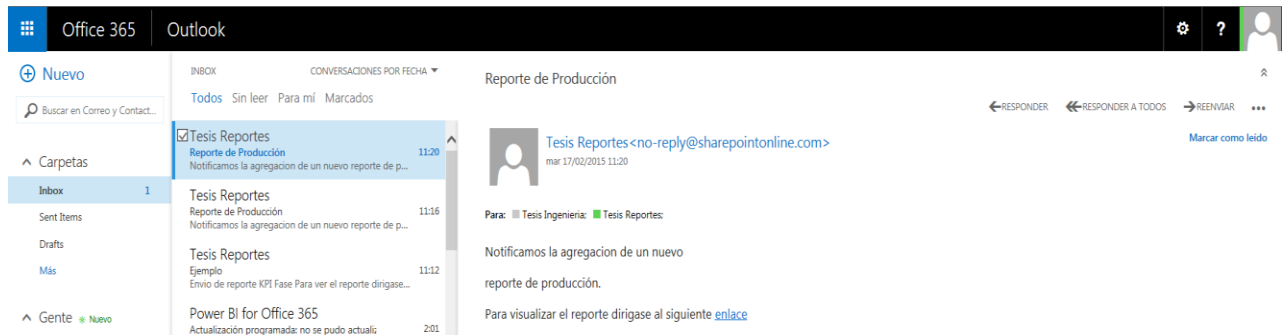 Office 365 Outlook ?
Nuevo
Buscar en Correo y Contact...
Carpetas
Inbox 1
Sent Items
Drafts
Más
Gente Nuevo
INBOX CONVERSACIONES POR FECHA
Todos Sin leer Para mí Marcados
Tesis Reportes
Reporte de Producción 11:20
Notificamos la agregacion de un nuevo reporte de p...
Tesis Reportes
Reporte de Producción 11:16
Notificamos la agregacion de un nuevo reporte de p...
Tesis Reportes
Ejemplo 11:12
Envio de reporte KPI Fase Para ver el reporte dirigase...
Power BI for Office 365
Actualización programada: no se pudo actualiz 2:01
Reporte de Producción
RESPONDER RESPONDER A TODOS REENVIAR
Tesis Reportes<no-reply@sharepointonline.com> Marcar como leído
mar 17/02/2015 11:20
Para: Tesis Ingenieria; Tesis Reportes;
Notificamos la agregacion de un nuevo
reporte de producción.
Para visualizar el reporte dirigase al siguiente enlace